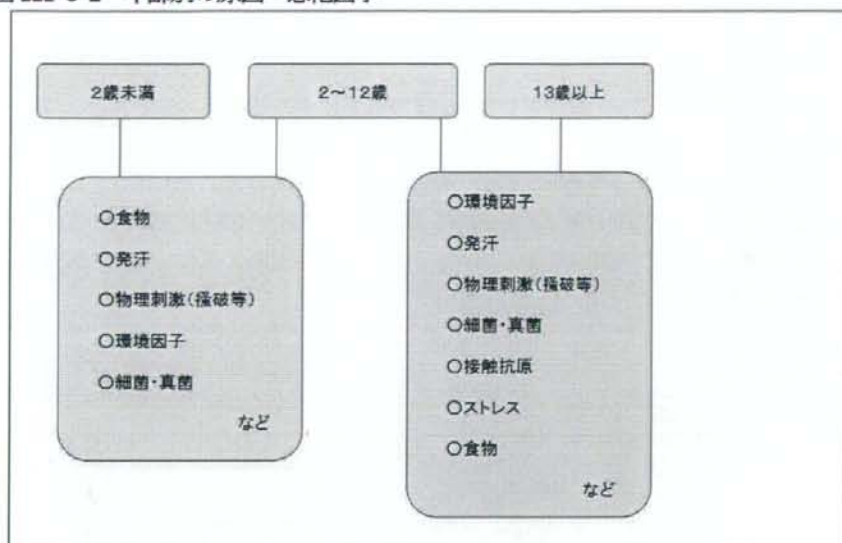 2歳未満
2～12歳
13歳以上
○食物
○発汗
○物理刺激(掻破等)
○環境因子
○細菌・真菌
など
○環境因子
○発汗
○物理刺激(掻破等)
○細菌・真菌
○接触抗原
○ストレス
○食物
など